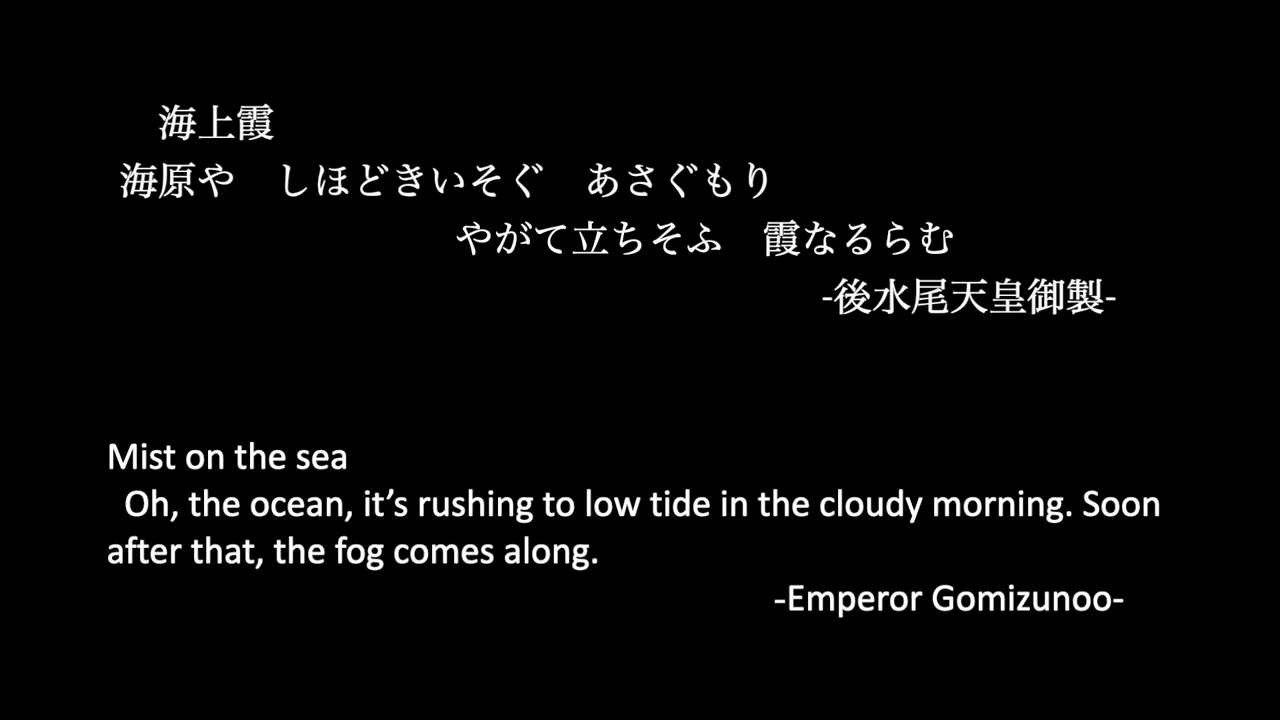 海上霞
海原や　しほどきいそぐ　あさぐもり
やがて立ちそふ　霞なるらむ
-後水尾天皇御製-
Mist on the sea
Oh, the ocean, it’s rushing to low tide in the cloudy morning. Soon
after that, the fog comes along.
-Emperor Gomizunoo-